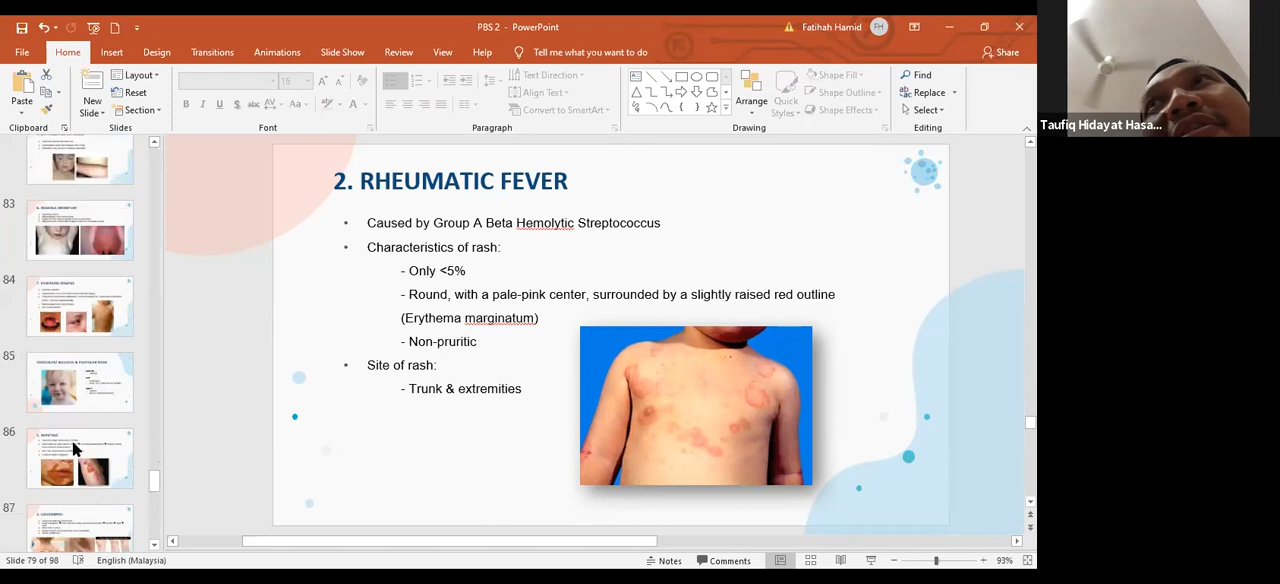 PBS 2 - PowerPoint
Fatihah Hamid
FH
File
Home
Insert
Design
Transitions
Animations
Slide Show
Review
View
Help
Tell me what you want to do
Share
Paste
New
Slide
Layout
Reset
Section
16
B
I
U
S
abc
AV
Aa
A
Text Direction
Align Text
Convert to SmartArt
Arrange
Quick
Styles
Shape Fill
Shape Outline
Shape Effects
Find
Replace
Select
Clipboard
Slides
Font
Paragraph
Drawing
Editing
Taufiq Hidayat Hasa...
83
84
85
86
87
2. RHEUMATIC FEVER
• Caused by Group A Beta Hemolytic Streptococcus
• Characteristics of rash:
- Only <5%
- Round, with a pale-pink center, surrounded by a slightly raised red outline
(Erythema marginatum)
- Non-pruritic
• Site of rash:
- Trunk & extremities
Slide 79 of 98
English (Malaysia)
Notes
Comments
93%